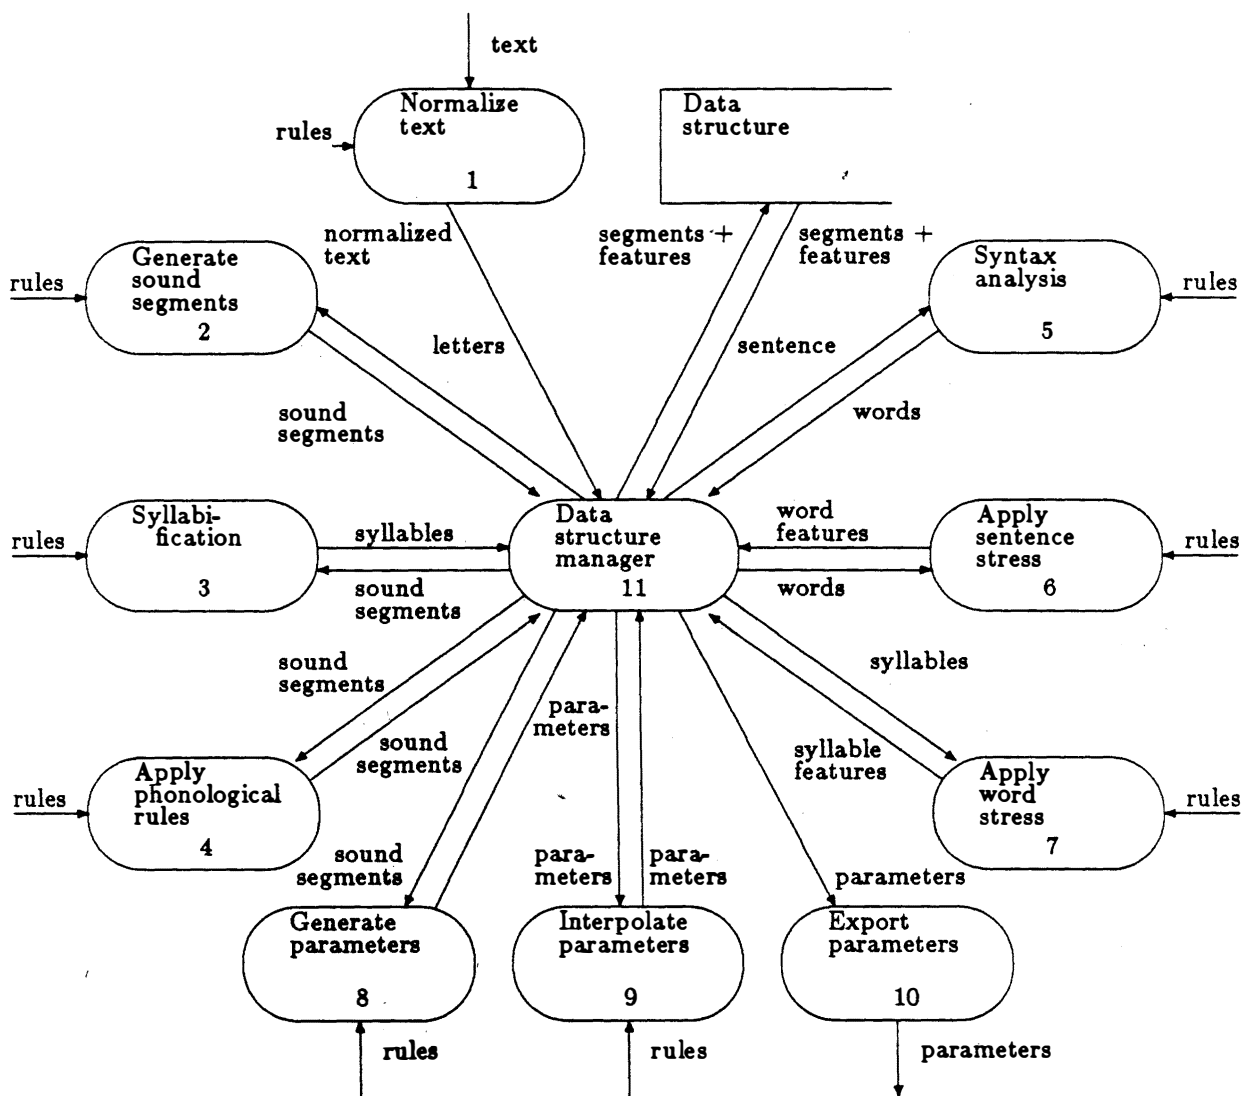 text
Normalize
text
1
rules
Data
structure
normalized
text
segments +
features
segments +
features
Generate
sound
segments
2
rules
Syntax
analysis
5
rules
letters
sentence
sound
segments
words
Syllabi-
fication
3
rules
syllables
sound
segments
Data
structure
manager
11
word
features
words
Apply
sentence
stress
6
rules
sound
segments
sound
segments
para-
meters
syllables
syllable
features
Apply
phonological
rules
4
rules
Apply
word
stress
7
rules
sound
segments
para-
meters
para-
meters
parameters
Generate
parameters
8
rules
Interpolate
parameters
9
rules
Export
parameters
10
parameters